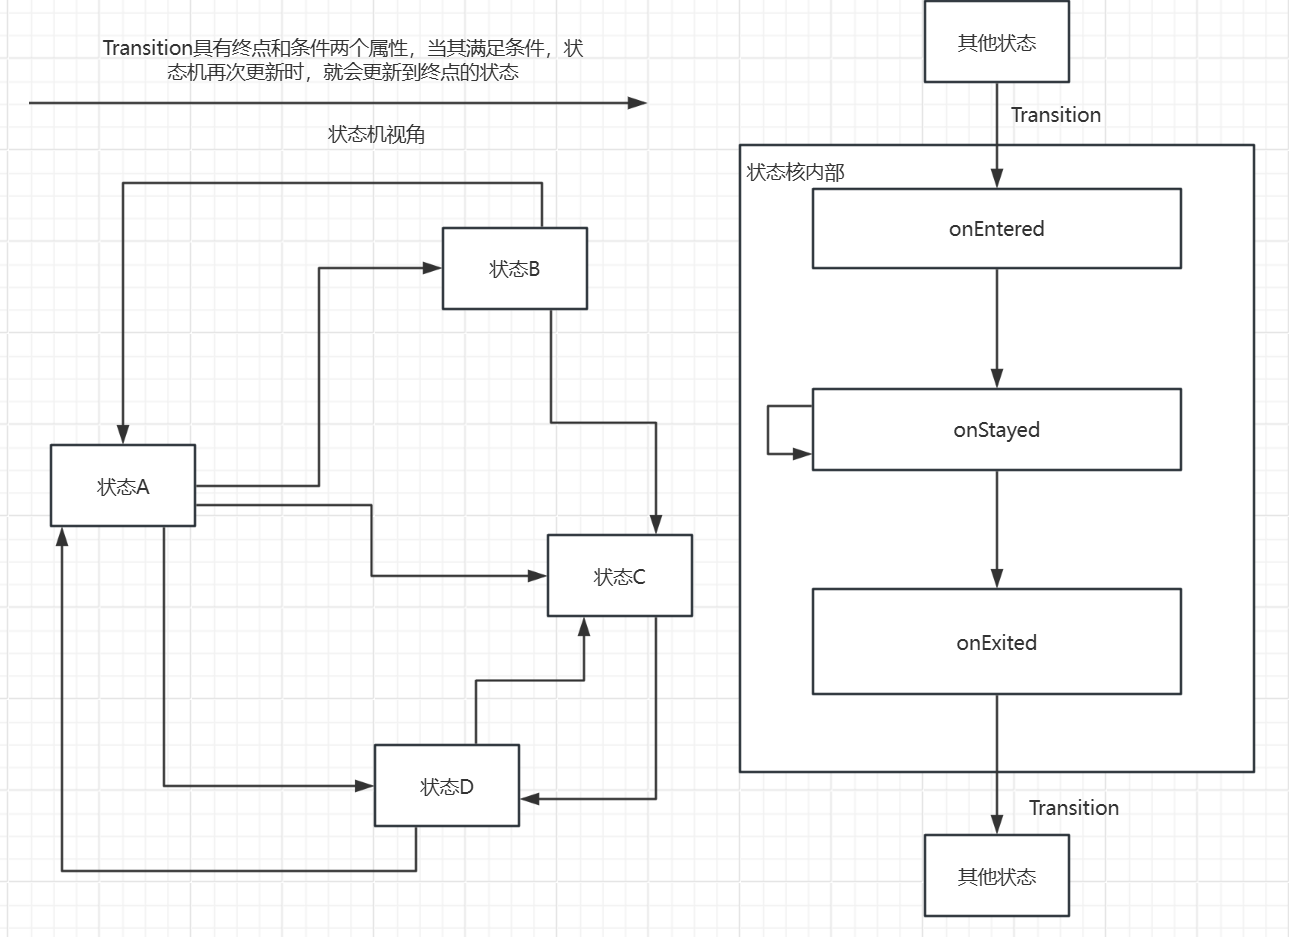 Transition具有终点和条件两个属性，当其满足条件，状
态机再次更新时，就会更新到终点的状态
状态机视角
状态B
状态A
状态C
状态D
其他状态
Transition
状态核内部
onEntered
onStayed
onExited
Transition
其他状态